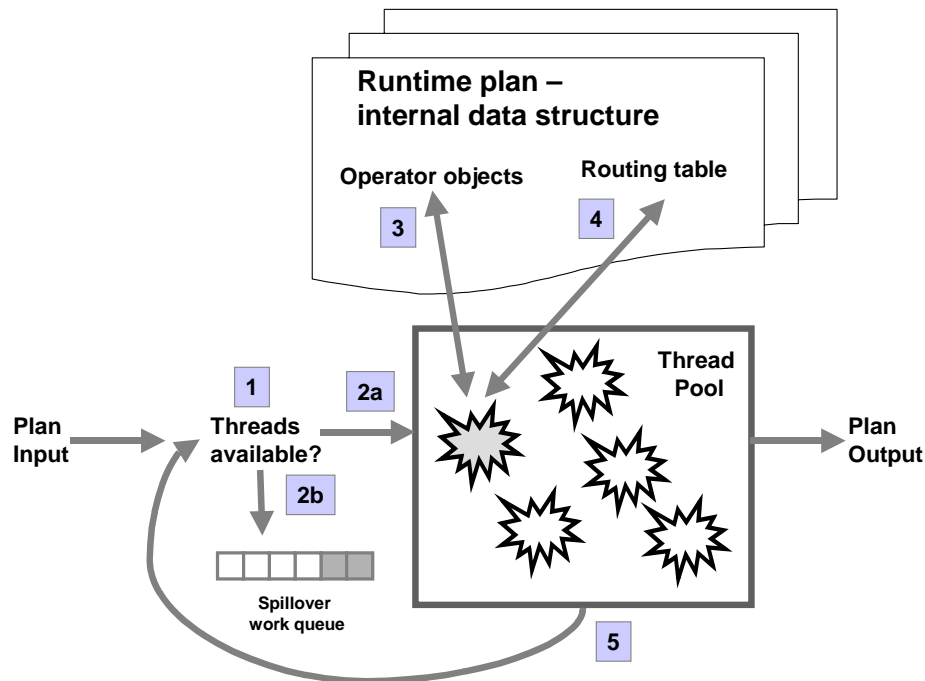 Runtime plan –
internal data structure
Operator objects
Routing table
3
4
1
2a
Thread
Pool
Plan
Input
Threads
available?
Plan
Output
2b
Spillover
work queue
5